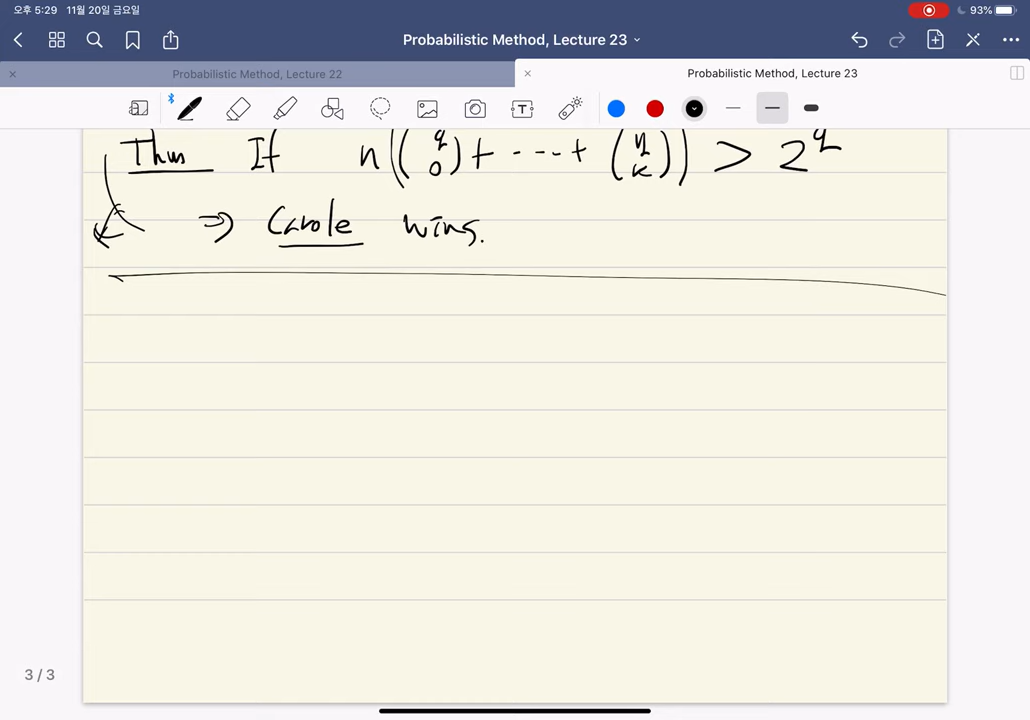 오후 5:29 11월 20일 금요일 93%
Probabilistic Method, Lecture 23
Probabilistic Method, Lecture 22 Probabilistic Method, Lecture 23
Thm If n((q 0) + ---- + (q k)) > 2^q
⇒ Carole wins.
3 / 3